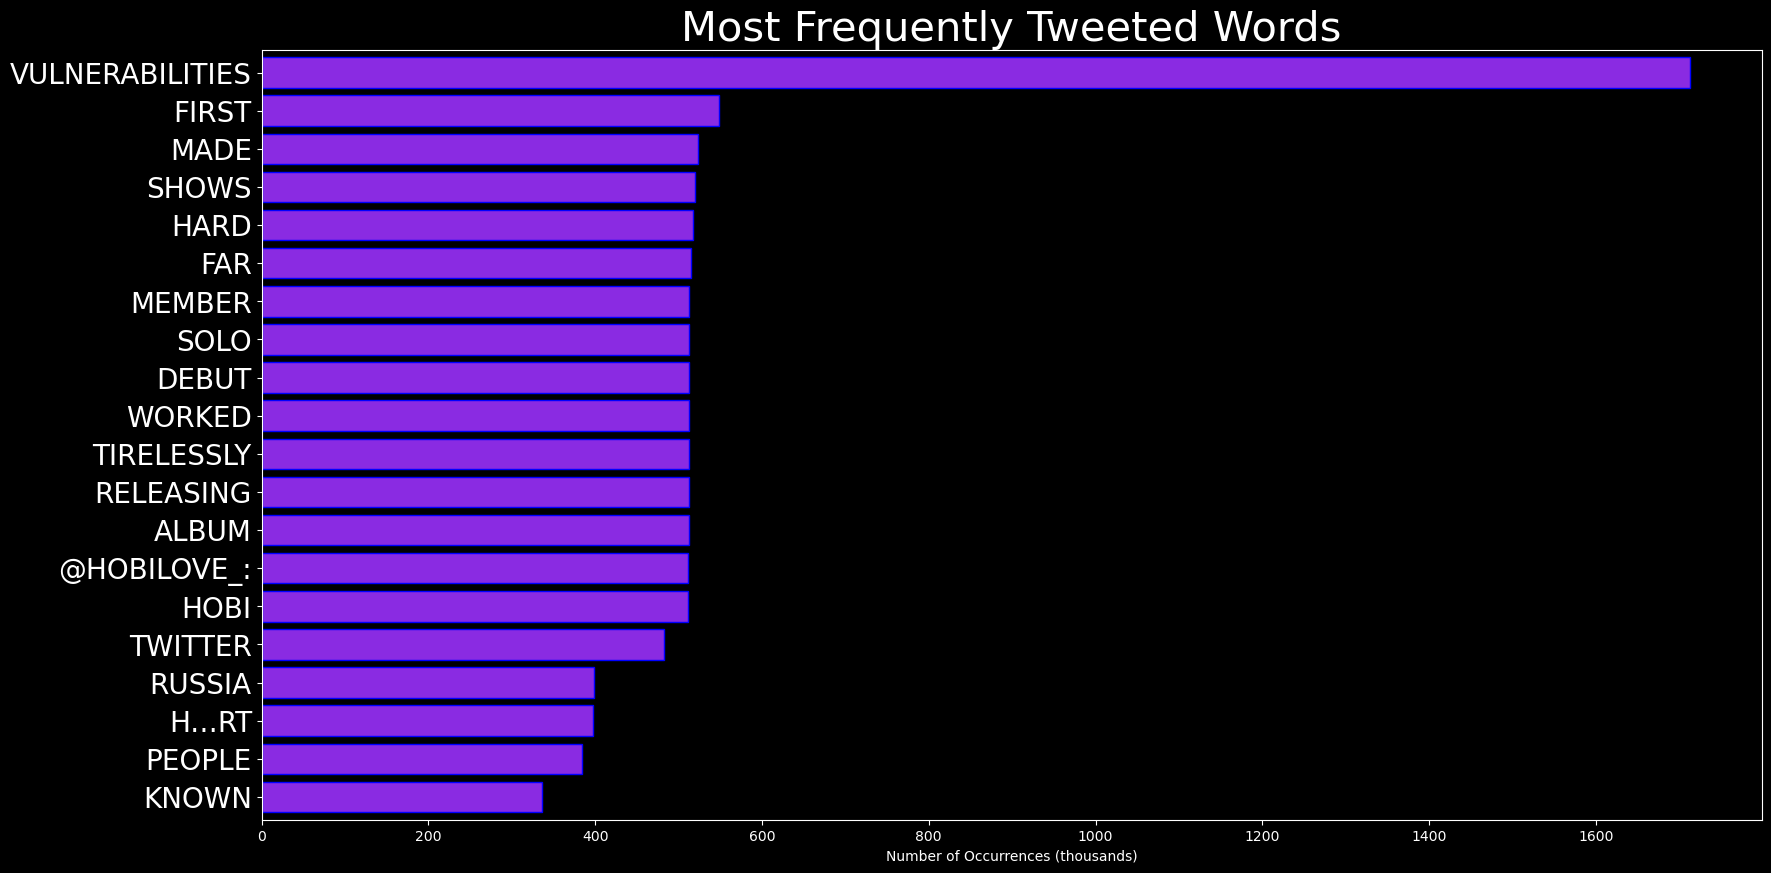 Most Frequently Tweeted Words
VULNERABILITIES
FIRST
MADE
SHOWS
HARD
FAR
MEMBER
SOLO
DEBUT
WORKED
TIRELESSLY
RELEASING
ALBUM
@HOBILOVE_:
HOBI
TWITTER
RUSSIA
H…RT
PEOPLE
KNOWN
0 200 400 600 800 1000 1200 1400 1600
Number of Occurrences (thousands)